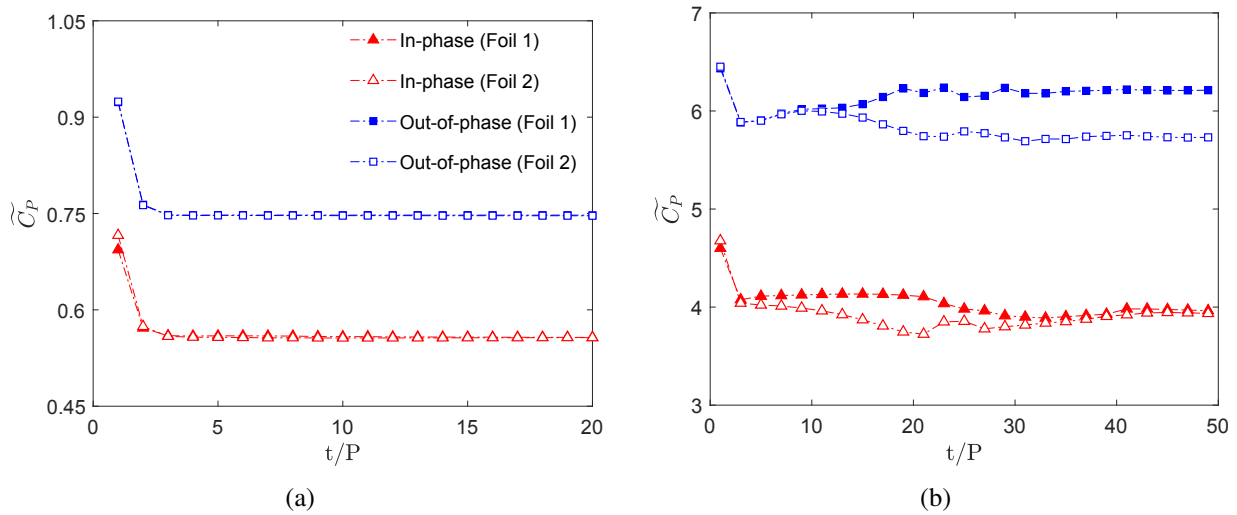 1.05
0.9
0.75
0.6
0.45
C̃_P
0 5 10 15 20
t/P
In-phase (Foil 1)
In-phase (Foil 2)
Out-of-phase (Foil 1)
Out-of-phase (Foil 2)
(a)
7
6
5
4
3
C̃_P
0 10 20 30 40 50
t/P
(b)